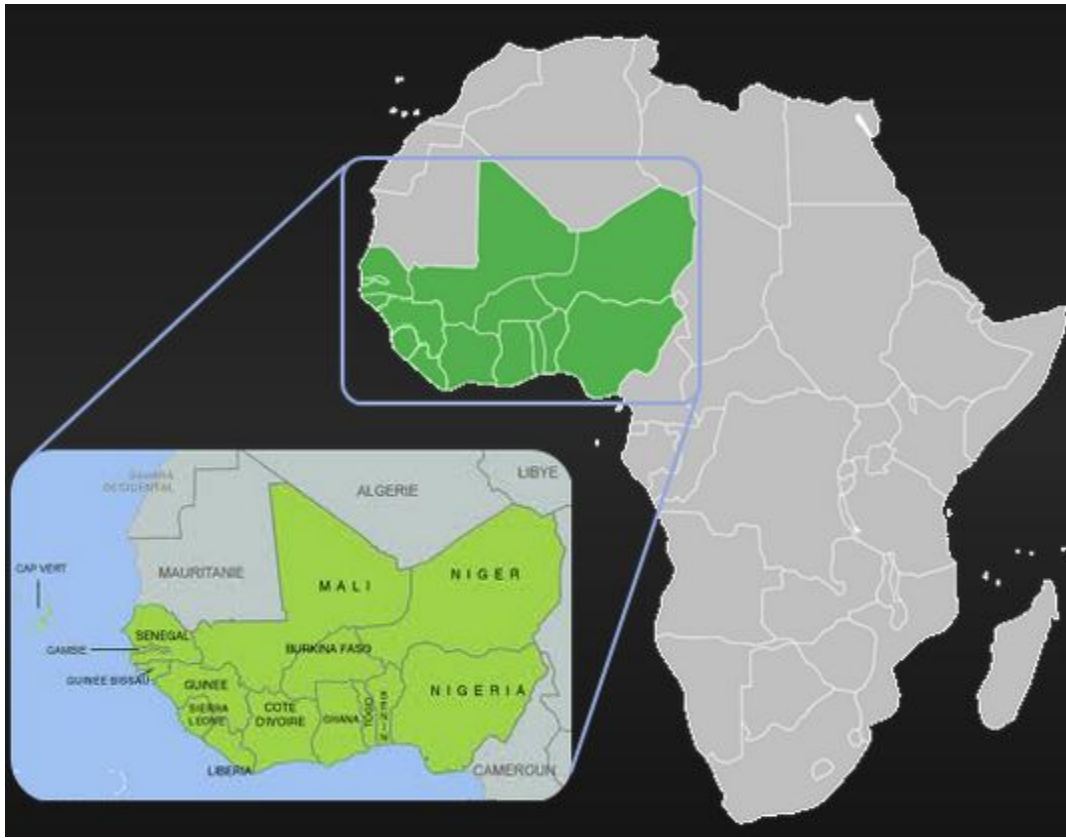 SAHARA
OCCIDENTAL
LIBYE
ALGERIE
CAP VERT
MAURITANIE
MALI
NIGER
SENEGAL
GAMBIE
BURKINA FASO
GUINEE BISSAU
GUINEE
NIGERIA
SIERRA
LEONE
COTE
D'IVOIRE
GHANA
TOGO
BENIN
LIBERIA
CAMEROUN